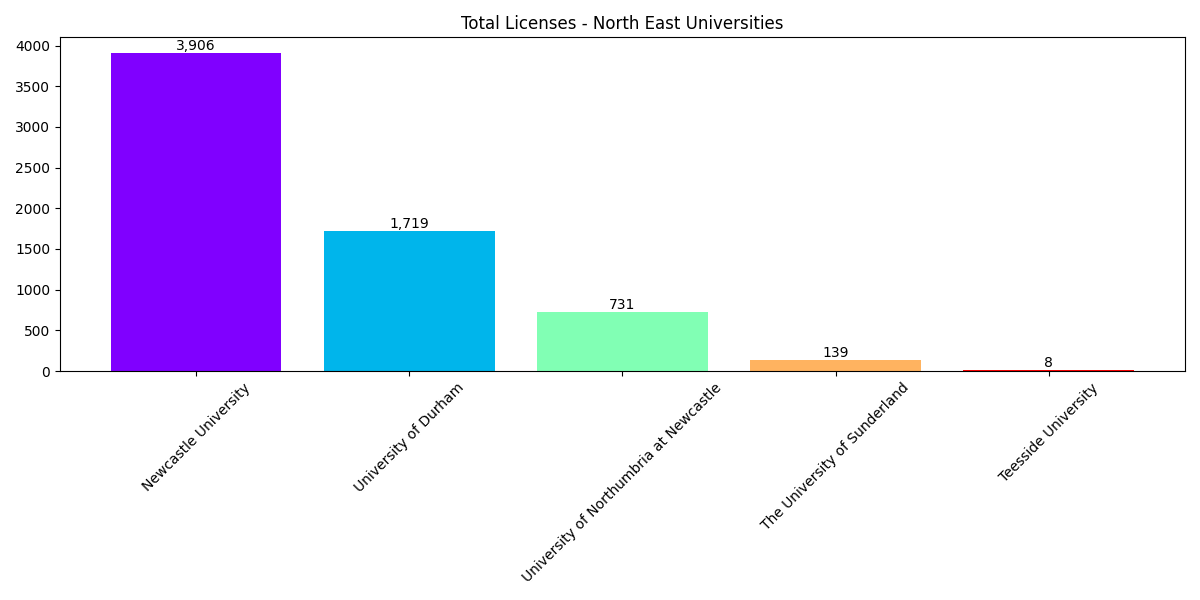 Total Licenses - North East Universities
4000
3500
3000
2500
2000
1500
1000
500
0
3,906
1,719
731
139
8
Newcastle University
University of Durham
University of Northumbria at Newcastle
The University of Sunderland
Teesside University